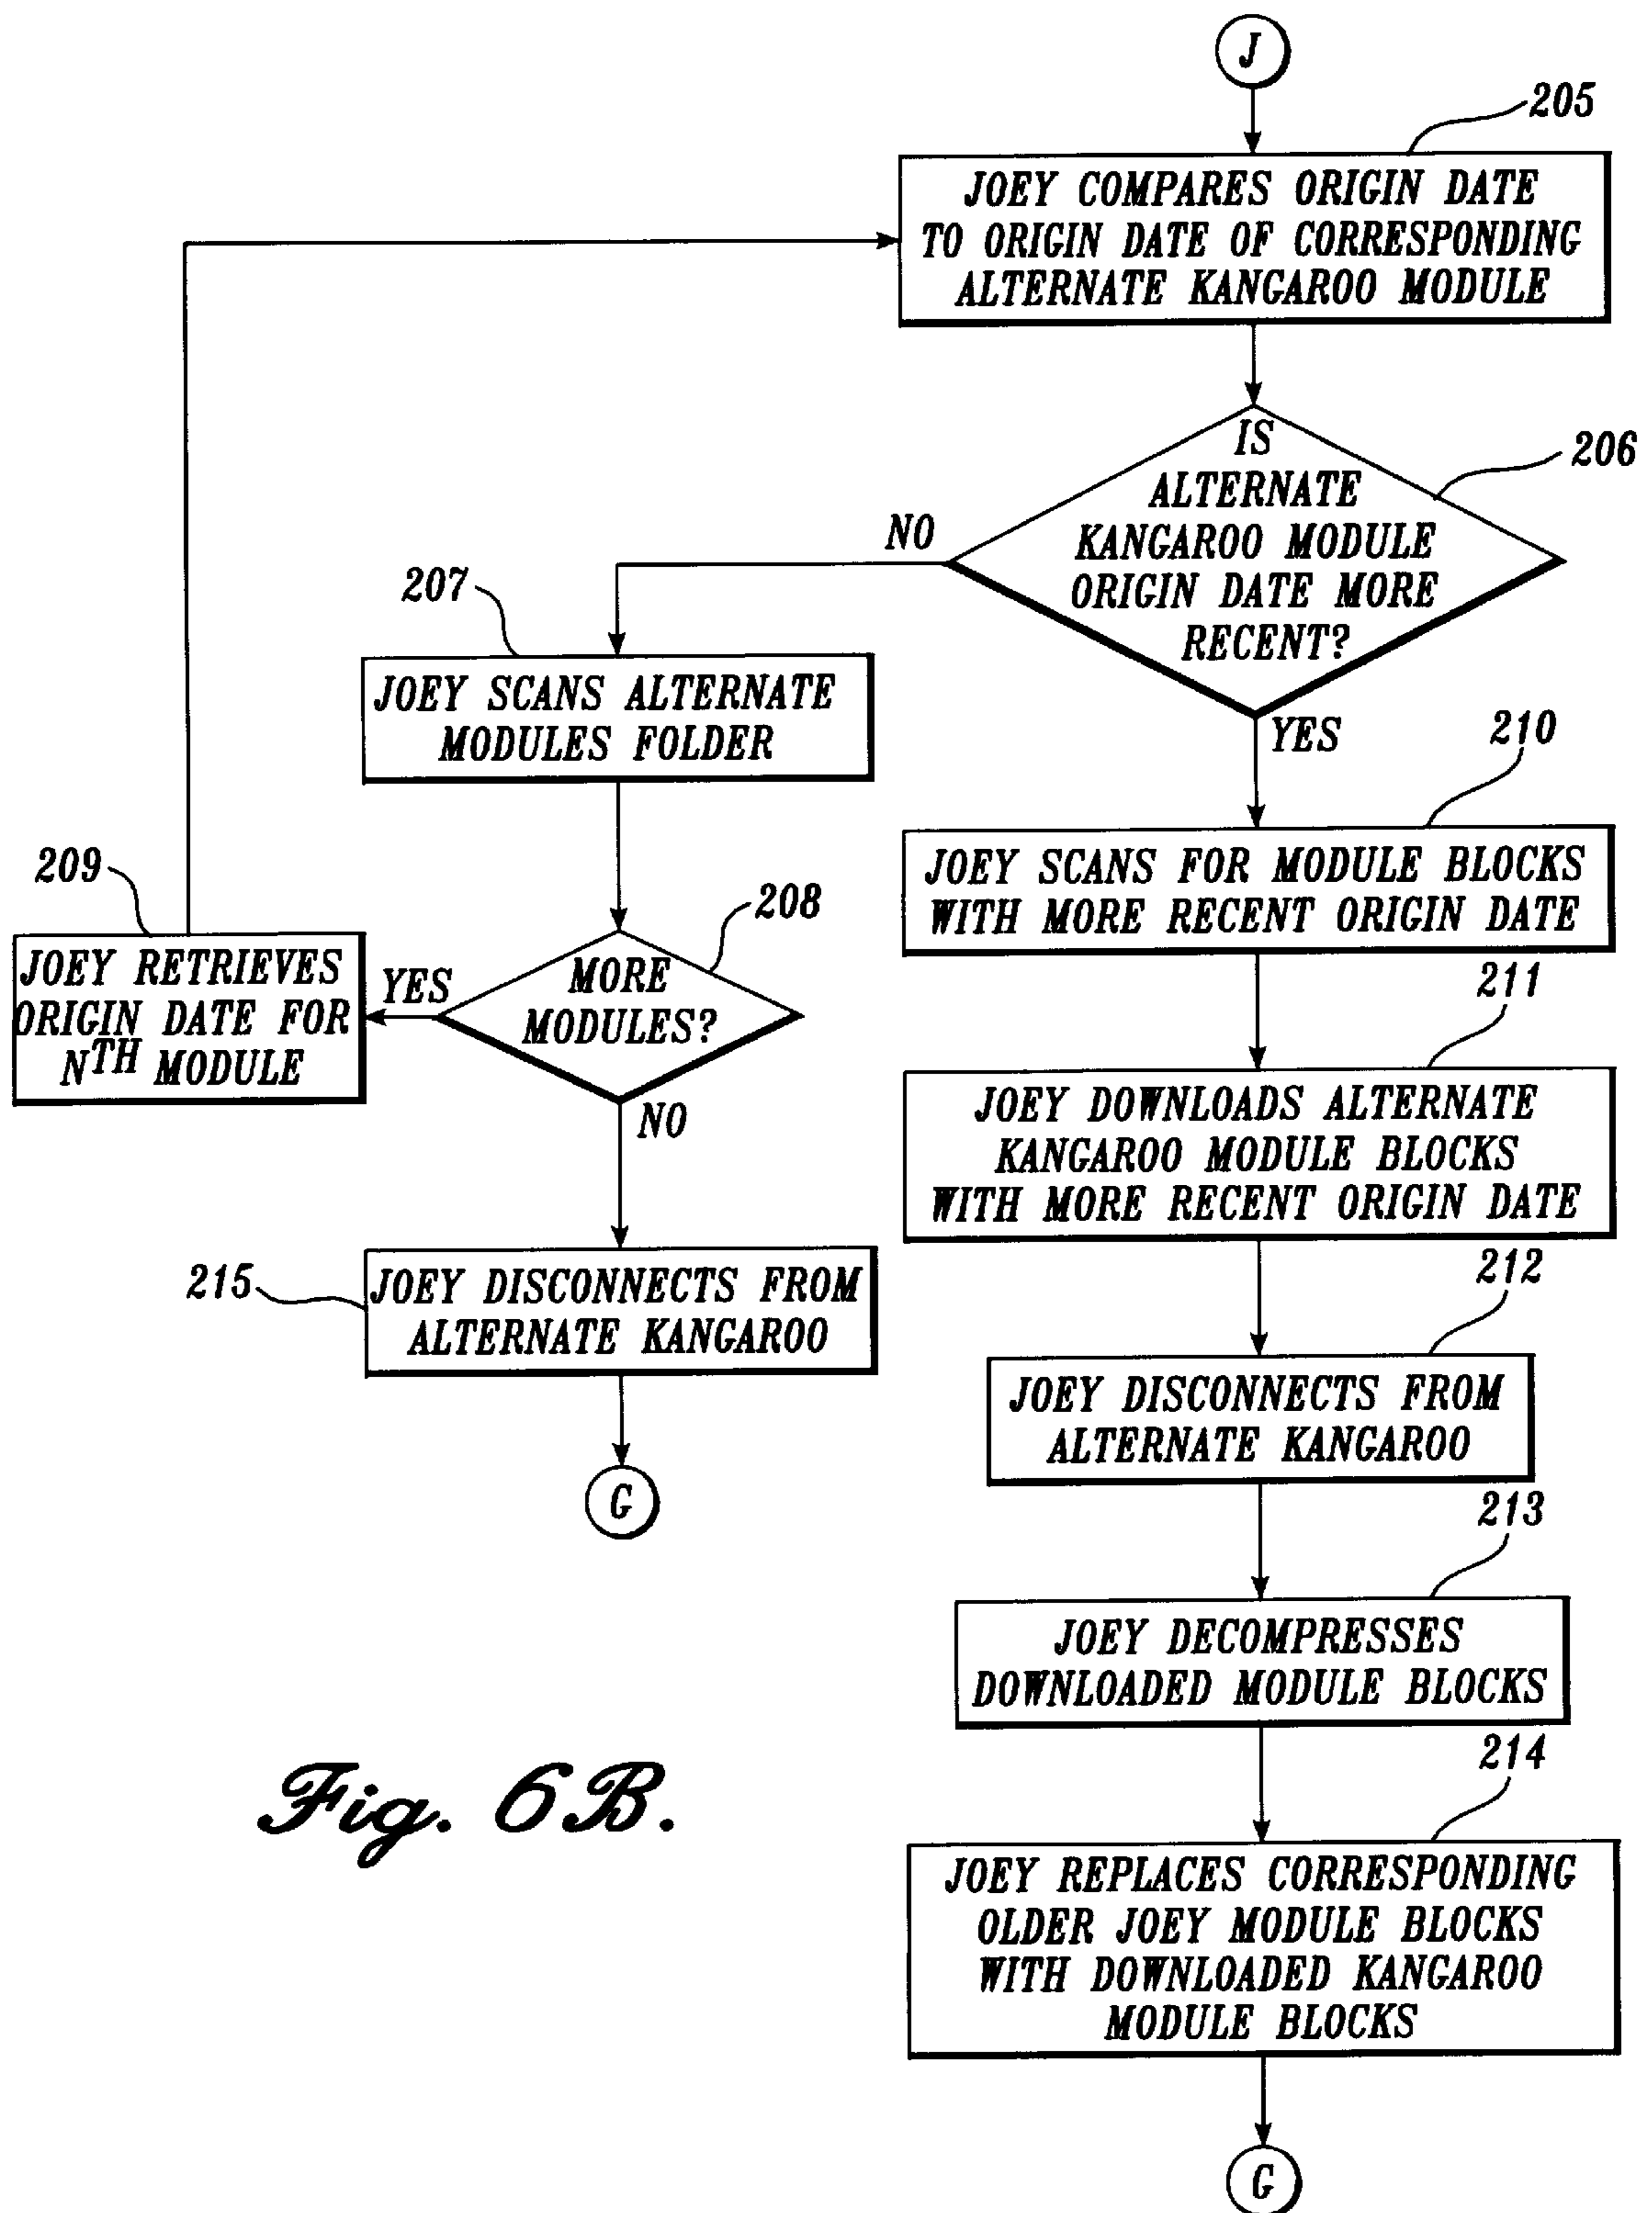 J
205
JOEY COMPARES ORIGIN DATE
TO ORIGIN DATE OF CORRESPONDING
ALTERNATE KANGAROO MODULE
206
IS
ALTERNATE
KANGAROO MODULE
ORIGIN DATE MORE
RECENT?
NO
YES
207
JOEY SCANS ALTERNATE
MODULES FOLDER
208
MORE
MODULES?
YES
NO
209
JOEY RETRIEVES
ORIGIN DATE FOR
NTH MODULE
215
JOEY DISCONNECTS FROM
ALTERNATE KANGAROO
G
210
JOEY SCANS FOR MODULE BLOCKS
WITH MORE RECENT ORIGIN DATE
211
JOEY DOWNLOADS ALTERNATE
KANGAROO MODULE BLOCKS
WITH MORE RECENT ORIGIN DATE
212
JOEY DISCONNECTS FROM
ALTERNATE KANGAROO
213
JOEY DECOMPRESSES
DOWNLOADED MODULE BLOCKS
214
JOEY REPLACES CORRESPONDING
OLDER JOEY MODULE BLOCKS
WITH DOWNLOADED KANGAROO
MODULE BLOCKS
G
Fig. 6B.